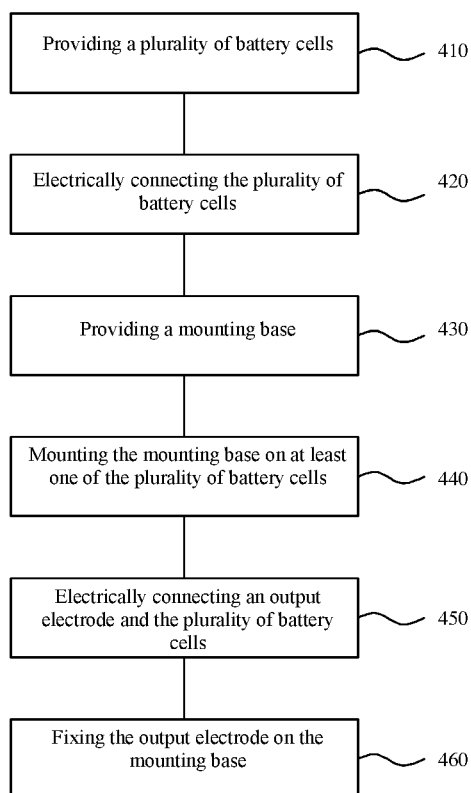 Providing a plurality of battery cells
410
Electrically connecting the plurality of
battery cells
420
Providing a mounting base
430
Mounting the mounting base on at least
one of the plurality of battery cells
440
Electrically connecting an output
electrode and the plurality of battery
cells
450
Fixing the output electrode on the
mounting base
460